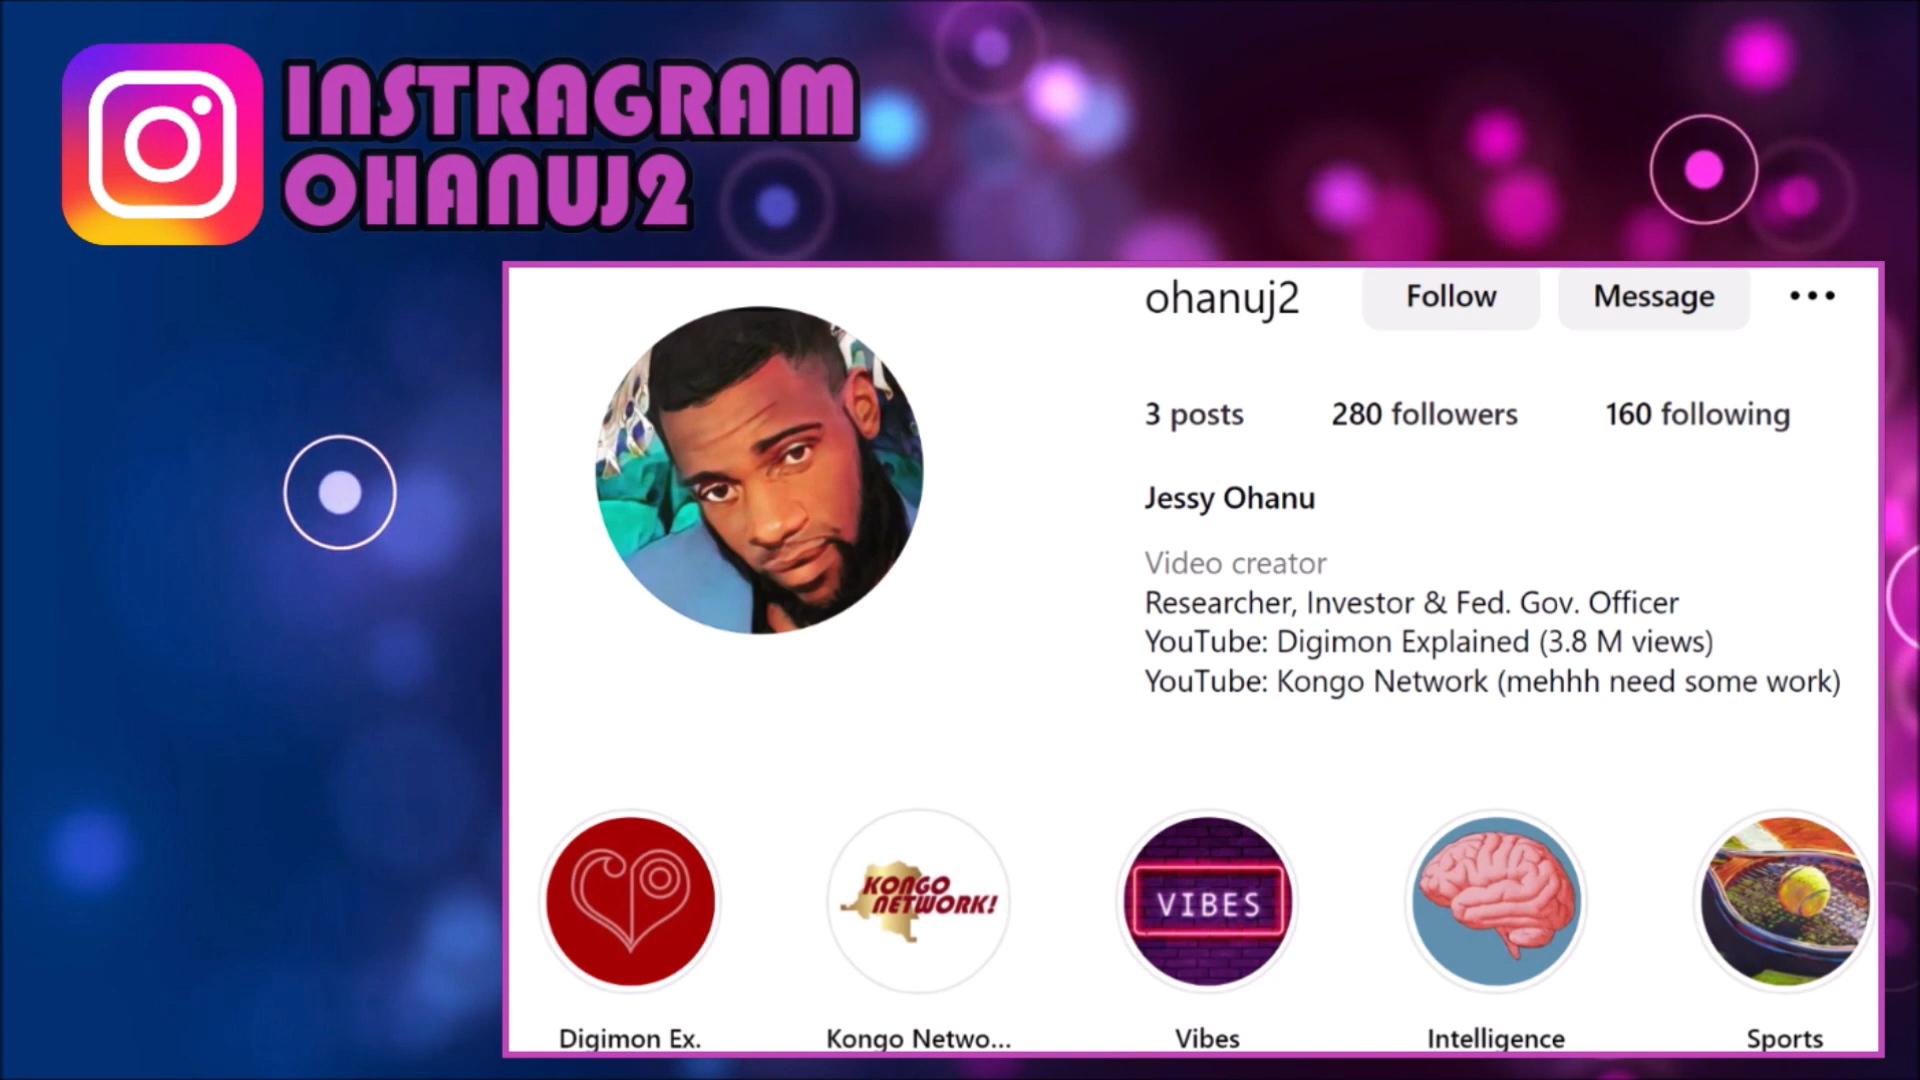 INSTRAGRAM
OHANUJ2
ohanuj2 Follow Message
3 posts 280 followers 160 following
Jessy Ohanu
Video creator
Researcher, Investor & Fed. Gov. Officer
YouTube: Digimon Explained (3.8 M views)
YouTube: Kongo Network (mehhh need some work)
KONGO
NETWORK!
VIBES
Digimon Ex. Kongo Netwo... Vibes Intelligence Sports